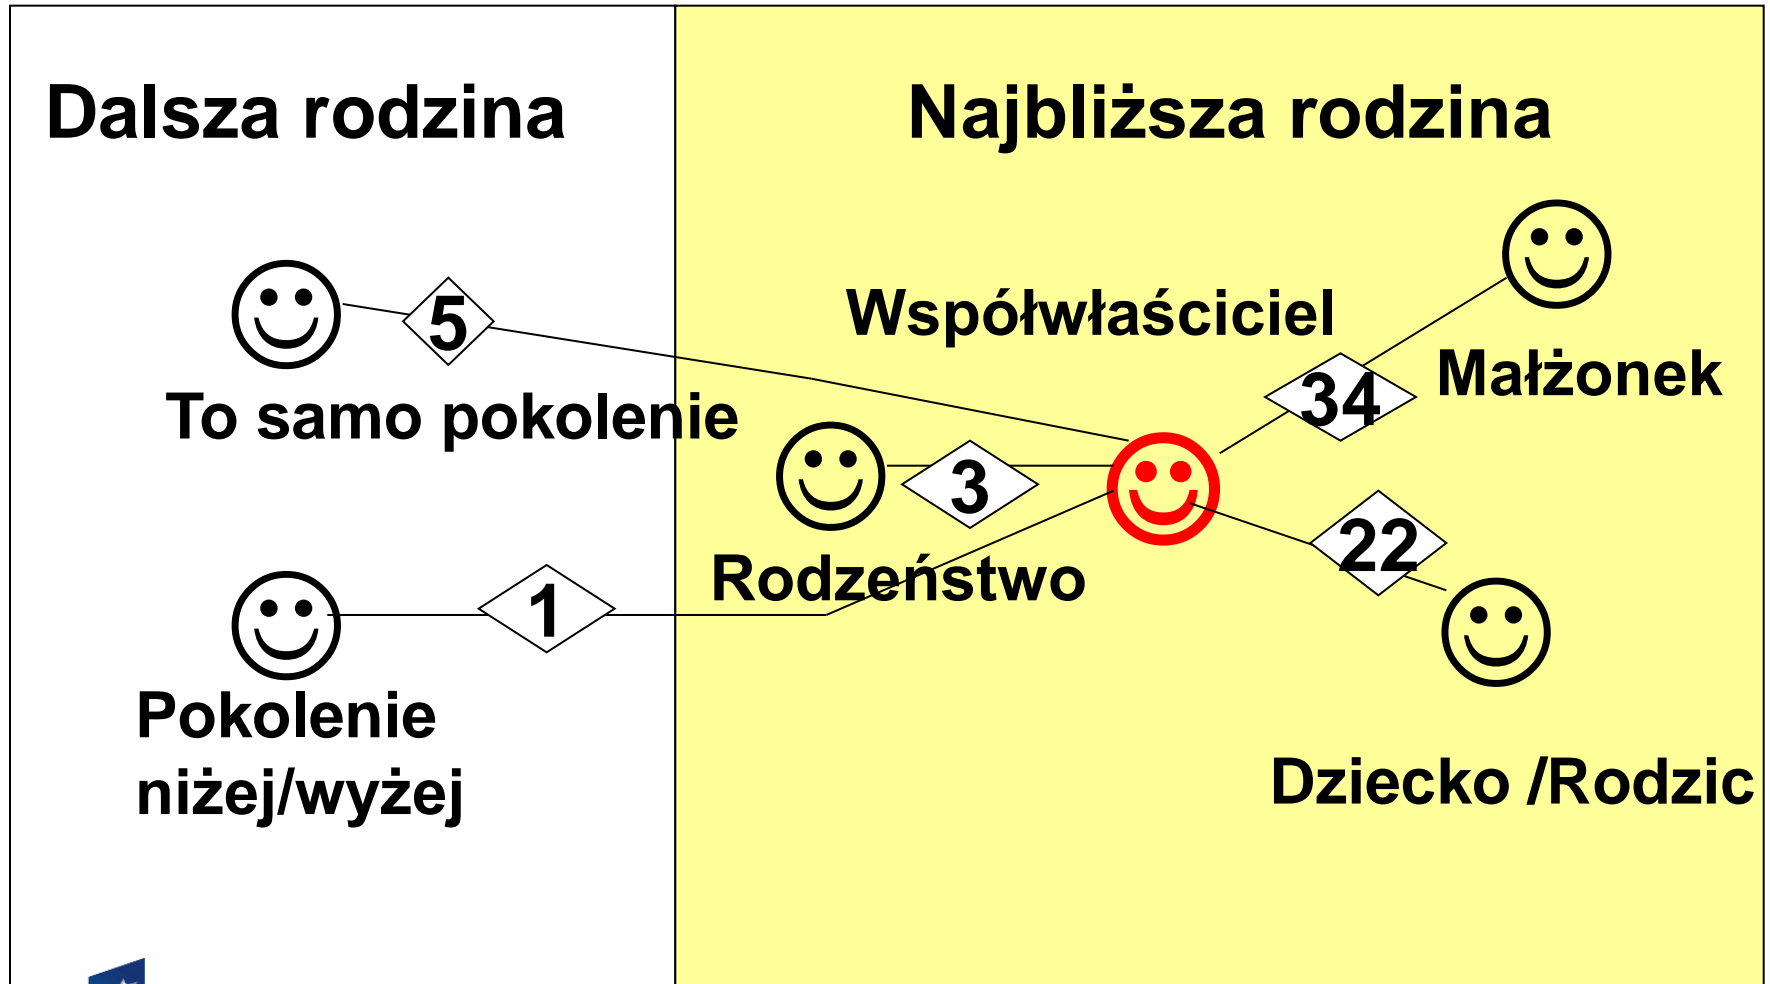 Dalsza rodzina
Najbliższa rodzina
5
To samo pokolenie
1
Pokolenie
niżej/wyżej
Współwłaściciel
34
Małżonek
3
Rodzeństwo
22
Dziecko /Rodzic